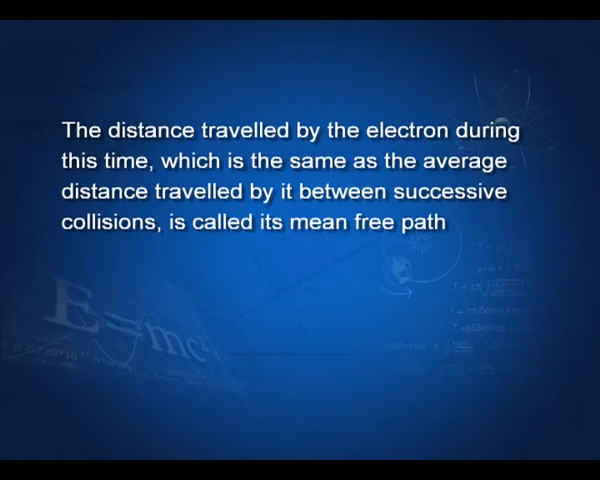 The distance travelled by the electron during
this time, which is the same as the average
distance travelled by it between successive
collisions, is called its mean free path
E=mc²